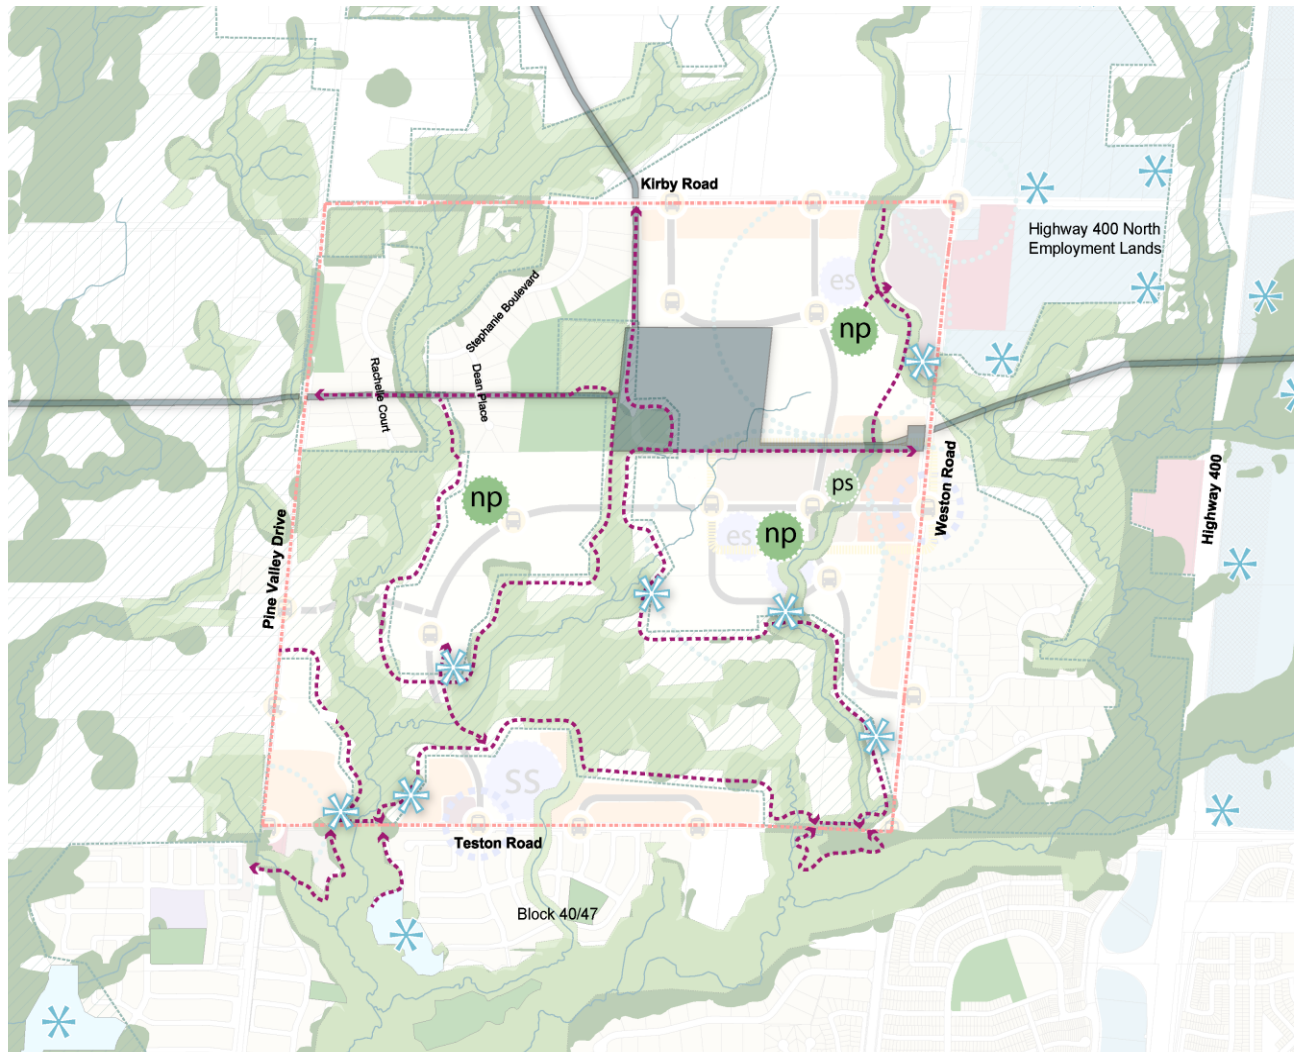 Kirby Road
Highway 400 North
Employment Lands
es
np
Stephanie Boulevard
Rachelle Court
Dean Place
Weston Road
Highway 400
ps
np
es
np
Pine Valley Drive
SS
Teston Road
Block 40/47